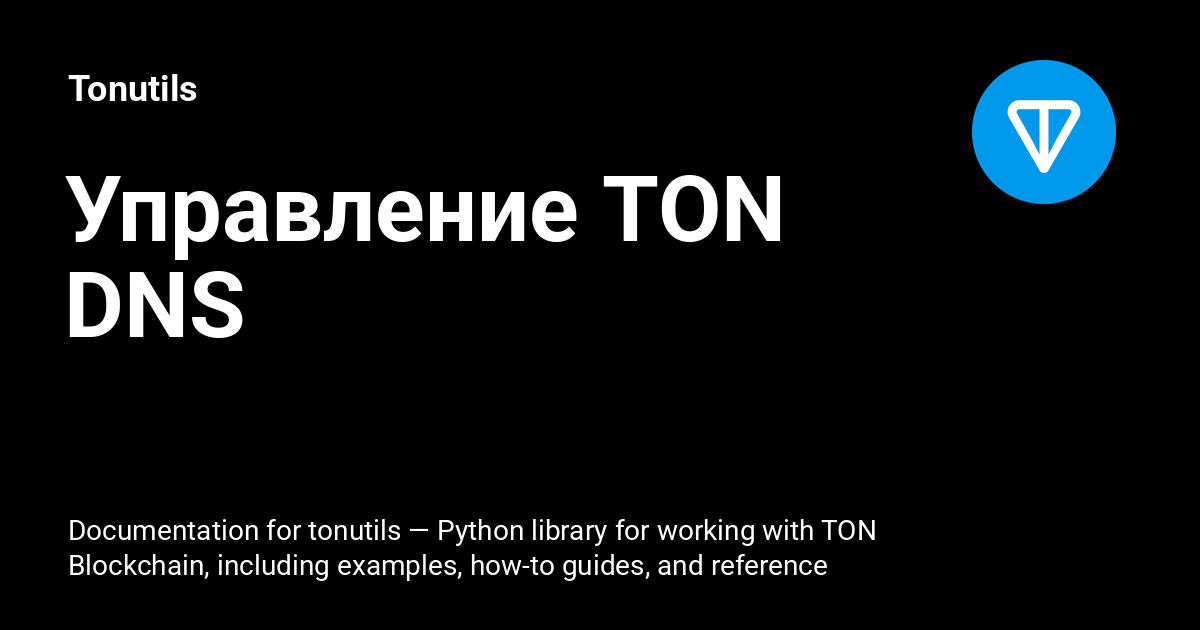 Tonutils
Управление TON
DNS
Documentation for tonutils — Python library for working with TON
Blockchain, including examples, how-to guides, and reference